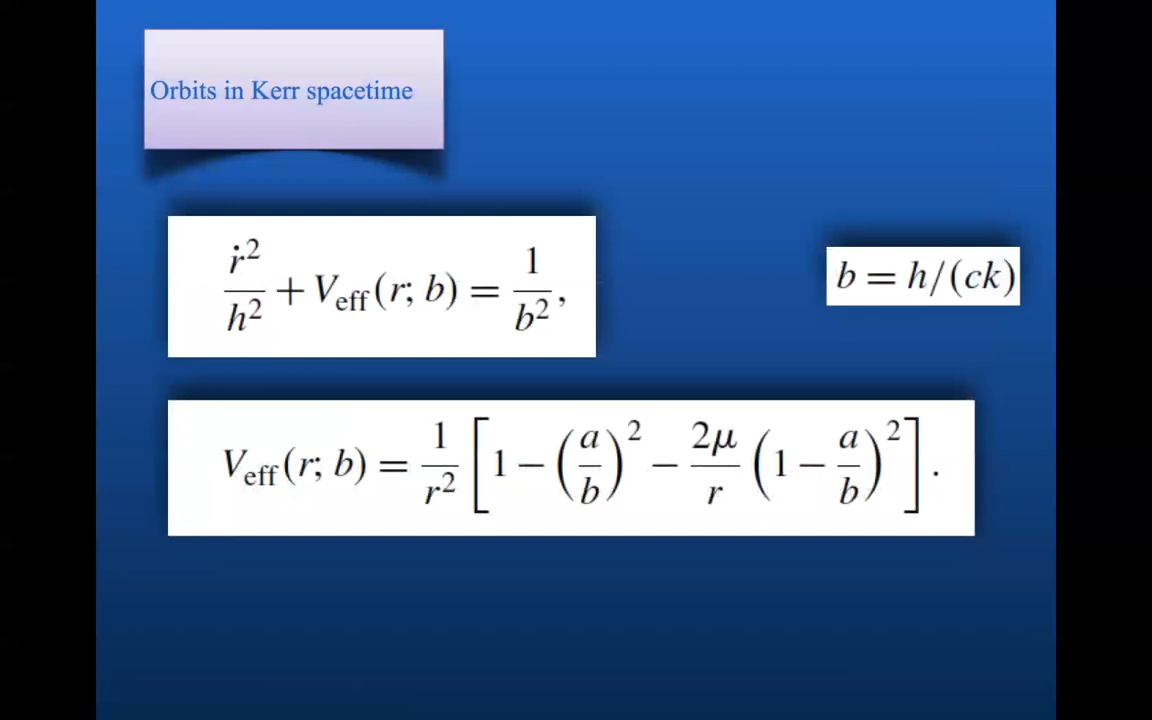 Orbits in Kerr spacetime
ṙ²/h² + V_eff(r; b) = 1/b²,
b = h/(ck)
V_eff(r; b) = 1/r² [1 − (a/b)² − 2μ/r (1 − a/b)²].